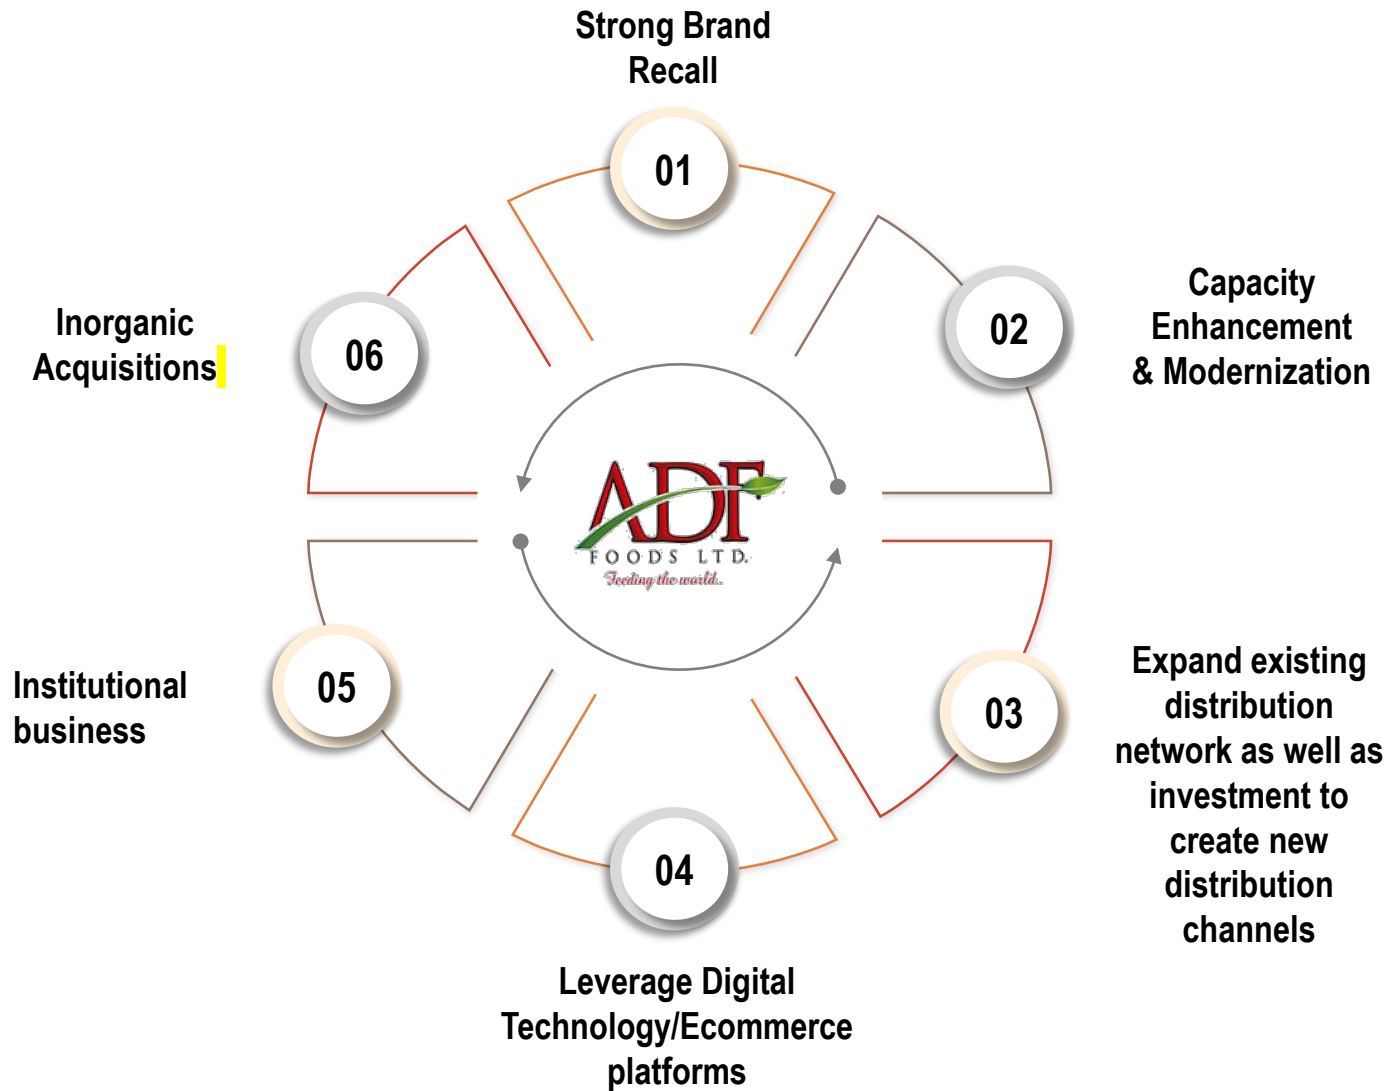 Strong Brand
Recall
01
02
Capacity
Enhancement
& Modernization
03
Expand existing
distribution
network as well as
investment to
create new
distribution
channels
04
Leverage Digital
Technology/Ecommerce
platforms
05
Institutional
business
06
Inorganic
Acquisitions
ADF
FOODS LTD.
Feeding the world..